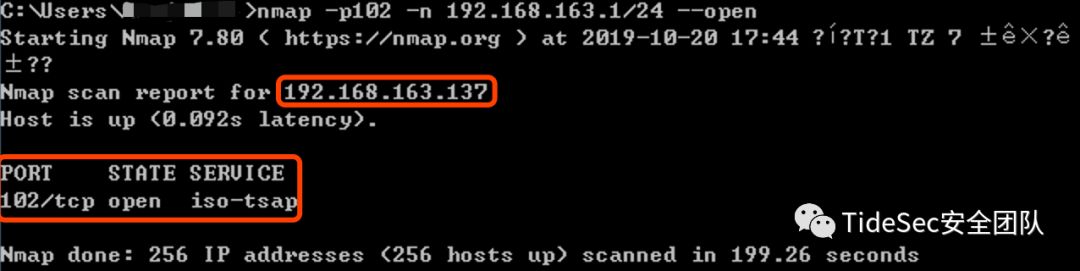 C:\Users\ >nmap -p102 -n 192.168.163.1/24 --open
Starting Nmap 7.80 ( https://nmap.org ) at 2019-10-20 17:44 ?í?T?1 TZ 7 ±ê×?ê
±??
Nmap scan report for 192.168.163.137
Host is up (0.092s latency).
PORT STATE SERVICE
102/tcp open iso-tsap
TideSec安全团队
Nmap done: 256 IP addresses (256 hosts up) scanned in 199.26 seconds